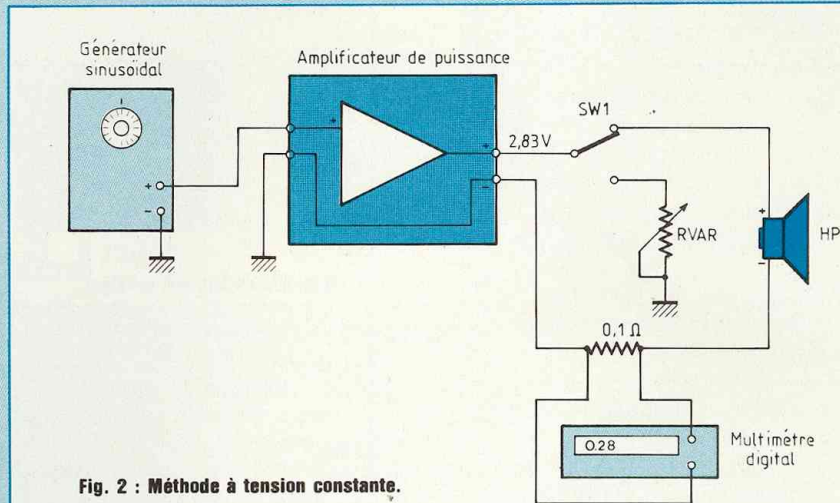 Générateur
sinusoïdal
Amplificateur de puissance
+
-
+
+
-
2,83V
SW1
RVAR
+
-
HP
0,1 Ω
0.28
Multimètre
digital
Fig. 2 : Méthode à tension constante.